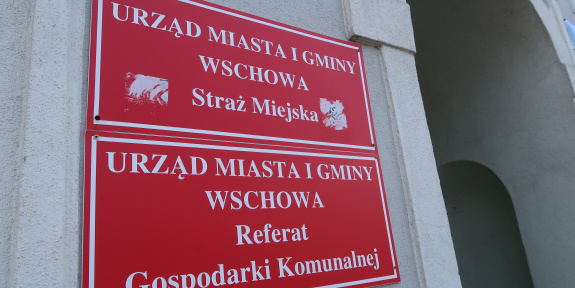 URZĄD MIASTA I GMINY
WSCHOWA
Straż Miejska
URZĄD MIASTA I GMINY
WSCHOWA
Referat
Gospodarki Komunalnej